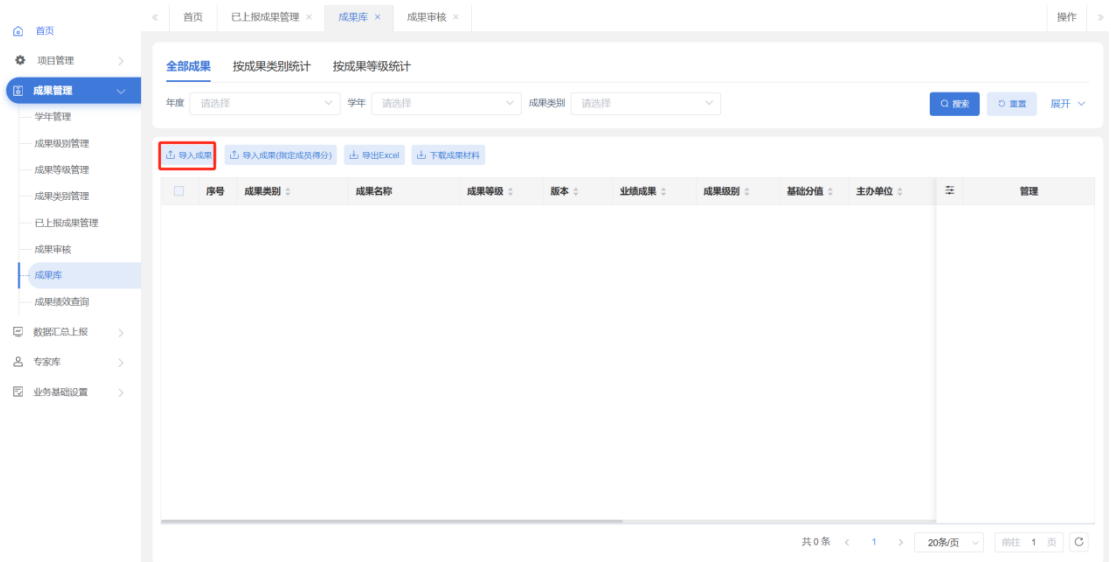 首页 已上报成果管理 成果库 成果审核 操作
首页
项目管理
成果管理
学年管理
成果级别管理
成果等级管理
成果类别管理
已上报成果管理
成果审核
成果库
成果绩效查询
数据汇总上报
专家库
业务基础设置
全部成果 按成果类别统计 按成果等级统计
年度 请选择 学年 请选择 成果类别 请选择 搜索 重置 展开
导入成果 导入成果(指定成员得分) 导出Excel 下载成果材料
序号 成果类别 成果名称 成果等级 版本 业绩成果 成果级别 基础分值 主办单位 管理
共 0 条 1 20条/页 前往 1 页